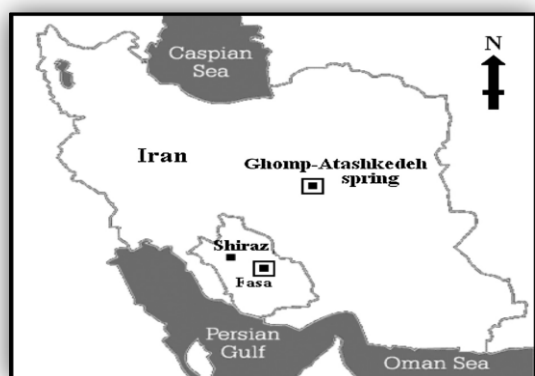 Caspian
Sea
N
Iran
Ghomp-Atashkedeh
spring
Shiraz
Fasa
Persian
Gulf
Oman Sea